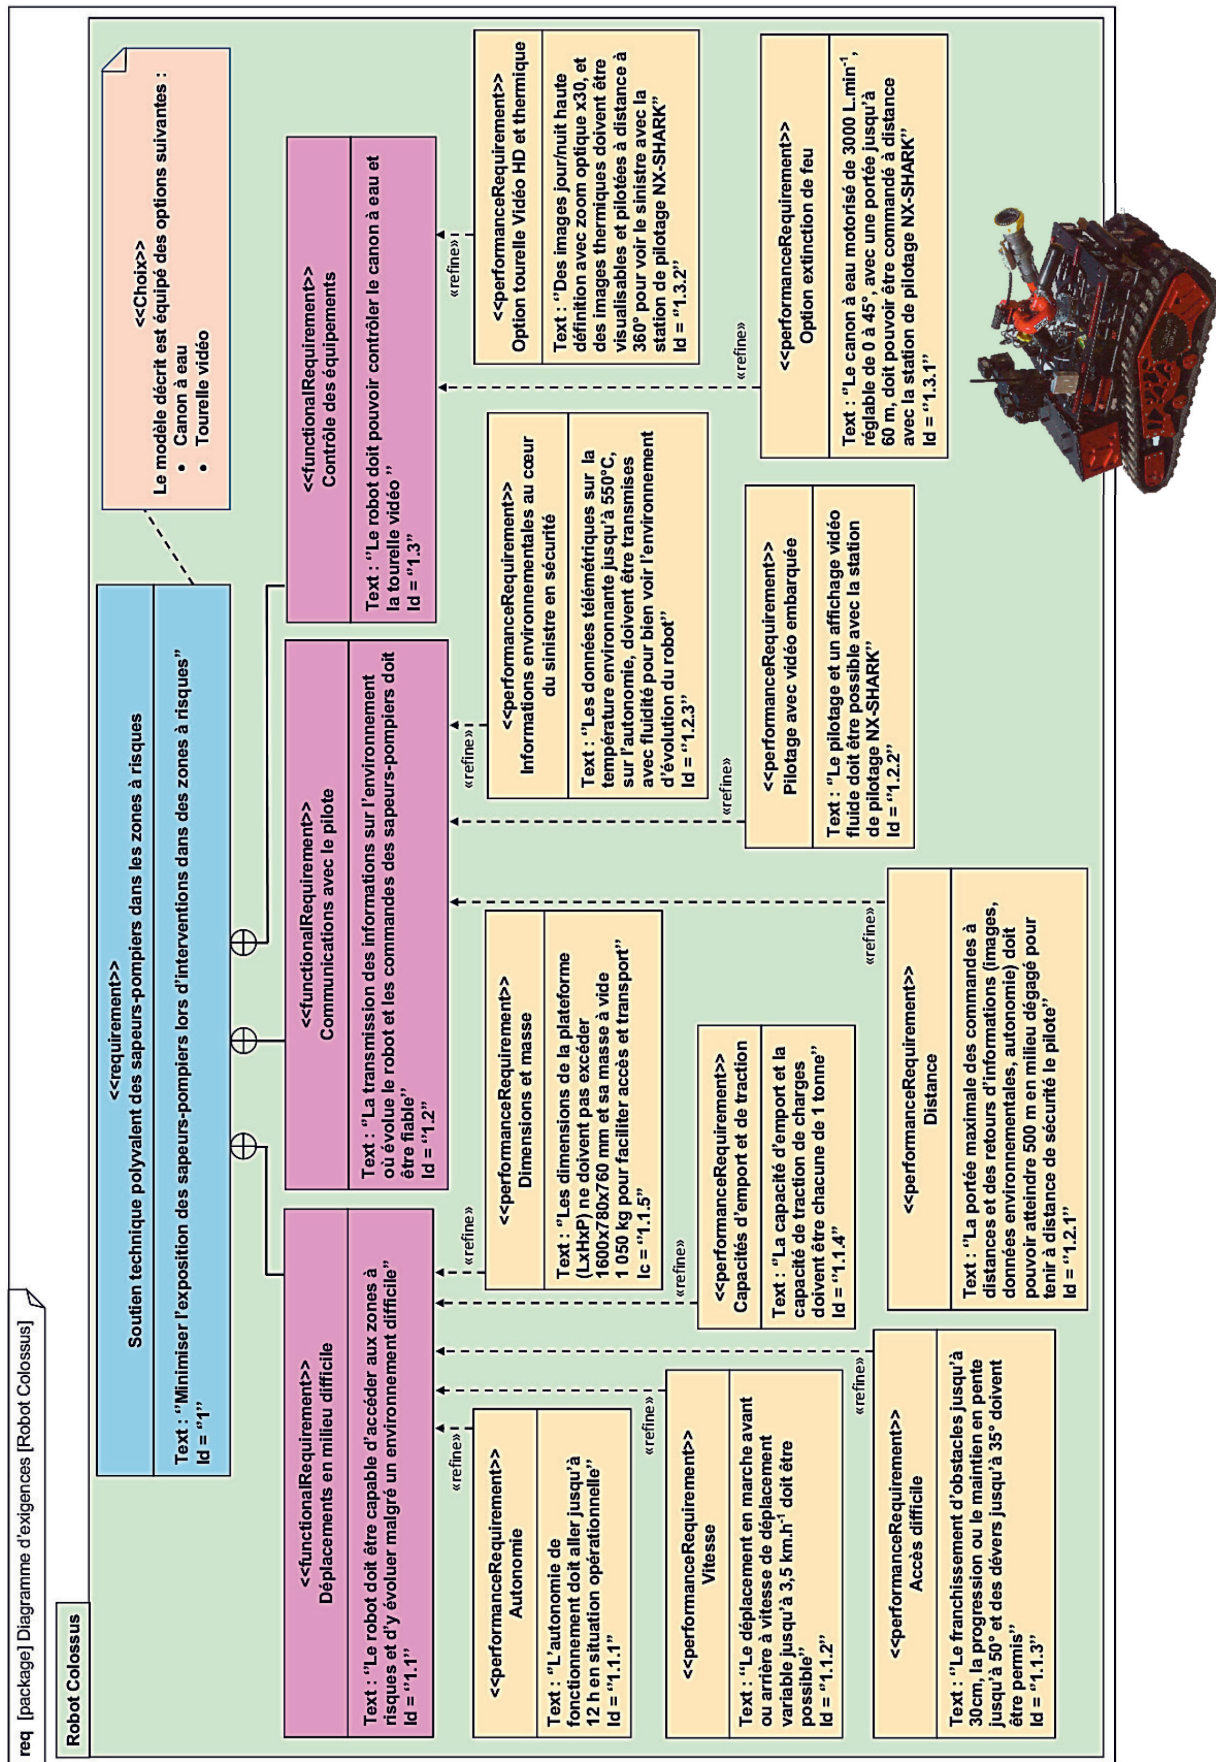 req [package] Diagramme d'exigences [Robot Colossus]
Robot Colossus
<<requirement>>
Soutien technique polyvalent des sapeurs-pompiers dans les zones à risques
Text : "Minimiser l'exposition des sapeurs-pompiers lors d'interventions dans des zones à risques"
Id = "1"
<<Choix>>
Le modèle décrit est équipé des options suivantes :
• Canon à eau
• Tourelle vidéo
<<functionalRequirement>>
Déplacements en milieu difficile
Text : "Le robot doit être capable d'accéder aux zones à
risques et d'y évoluer malgré un environnement difficile"
Id = "1.1"
<<functionalRequirement>>
Communications avec le pilote
Text : "La transmission des informations sur l'environnement
où évolue le robot et les commandes des sapeurs-pompiers doit
être fiable"
Id = "1.2"
<<functionalRequirement>>
Contrôle des équipements
Text : "Le robot doit pouvoir contrôler le canon à eau et
la tourelle vidéo"
Id = "1.3"
«refine»
<<performanceRequirement>>
Autonomie
Text : "L'autonomie de
fonctionnement doit aller jusqu'à
12 h en situation opérationnelle"
Id = "1.1.1"
«refine»
<<performanceRequirement>>
Dimensions et masse
Text : "Les dimensions de la plateforme
(LxHxP) ne doivent pas excéder
1600x780x760 mm et sa masse à vide
1 050 kg pour faciliter accès et transport"
Ic = "1.1.5"
«refine»
<<performanceRequirement>>
Informations environnementales au cœur
du sinistre en sécurité
Text : "Les données télémétriques sur la
température environnante jusqu'à 550°C,
sur l'autonomie, doivent être transmises
avec fluidité pour bien voir l'environnement
d'évolution du robot"
Id = "1.2.3"
«refine»
<<performanceRequirement>>
Option tourelle Vidéo HD et thermique
Text : "Des images jour/nuit haute
définition avec zoom optique x30, et
des images thermiques doivent être
visualisables et pilotées à distance à
360° pour voir le sinistre avec la
station de pilotage NX-SHARK"
Id = "1.3.2"
«refine»
<<performanceRequirement>>
Vitesse
Text : "Le déplacement en marche avant
ou arrière à vitesse de déplacement
variable jusqu'à 3,5 km.h-1 doit être
possible"
Id = "1.1.2"
«refine»
<<performanceRequirement>>
Capacités d'emport et de traction
Text : "La capacité d'emport et la
capacité de traction de charges
doivent être chacune de 1 tonne"
Id = "1.1.4"
«refine»
<<performanceRequirement>>
Pilotage avec vidéo embarquée
Text : "Le pilotage et un affichage vidéo
fluide doit être possible avec la station
de pilotage NX-SHARK"
Id = "1.2.2"
«refine»
<<performanceRequirement>>
Option extinction de feu
Text : "Le canon à eau motorisé de 3000 L.min-1,
réglable de 0 à 45°, avec une portée jusqu'à
60 m, doit pouvoir être commandé à distance
avec la station de pilotage NX-SHARK"
Id = "1.3.1"
«refine»
<<performanceRequirement>>
Accès difficile
Text : "Le franchissement d'obstacles jusqu'à
30cm, la progression ou le maintien en pente
jusqu'à 50° et des dévers jusqu'à 35° doivent
être permis"
Id = "1.1.3"
«refine»
<<performanceRequirement>>
Distance
Text : "La portée maximale des commandes à
distances et des retours d'informations (images,
données environnementales, autonomie) doit
pouvoir atteindre 500 m en milieu dégagé pour
tenir à distance de sécurité le pilote"
Id = "1.2.1"